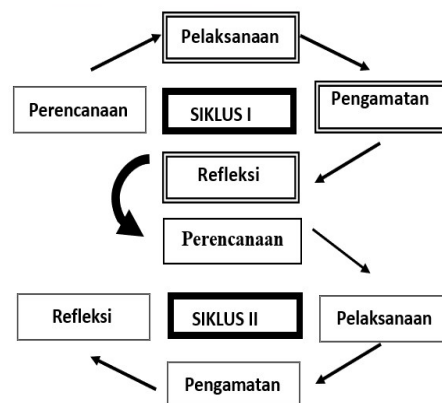 Pelaksanaan
Perencanaan
SIKLUS I
Pengamatan
Refleksi
Perencanaan
Refleksi
SIKLUS II
Pelaksanaan
Pengamatan